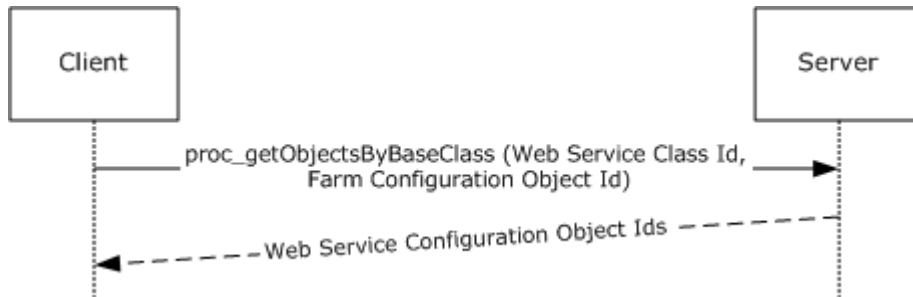 Client
Server
proc_getObjectsByBaseClass (Web Service Class Id,
Farm Configuration Object Id)
Web Service Configuration Object Ids